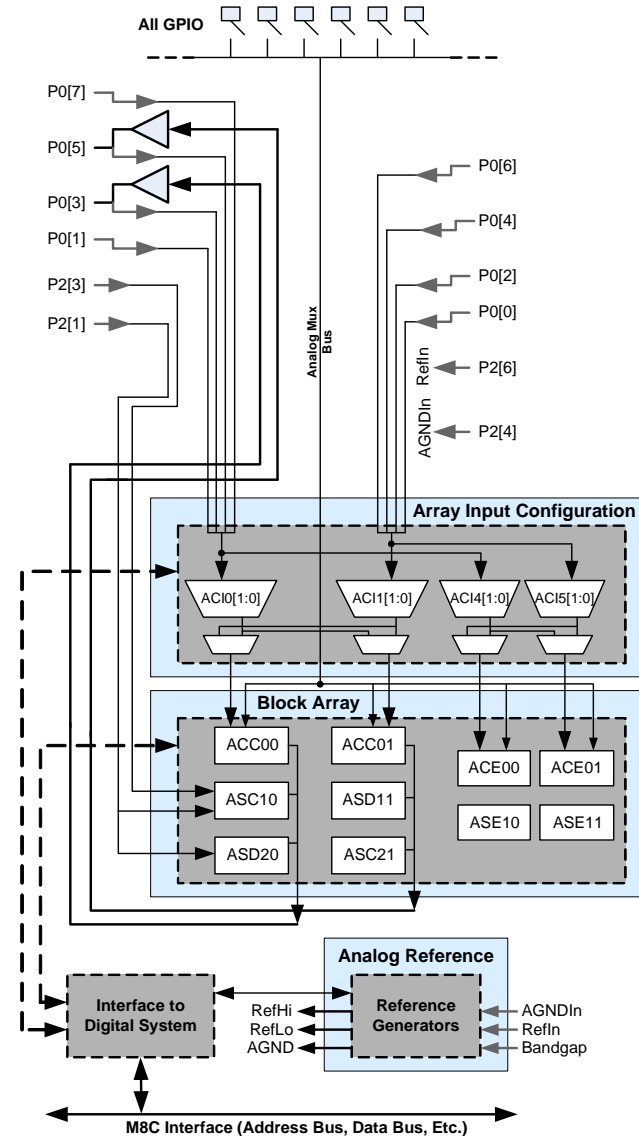 All GPIO
P0[7]
P0[5]
P0[3]
P0[1]
P2[3]
P2[1]
P0[6]
P0[4]
P0[2]
P0[0]
P2[6]
P2[4]
Analog Mux
Bus
RefIn
AGNDIn
Array Input Configuration
ACI0[1:0]
ACI1[1:0]
ACI4[1:0]
ACI5[1:0]
Block Array
ACC00
ACC01
ACE00
ACE01
ASC10
ASD11
ASE10
ASE11
ASD20
ASC21
Analog Reference
Interface to
Digital System
Reference
Generators
RefHi
RefLo
AGND
AGNDIn
RefIn
Bandgap
M8C Interface (Address Bus, Data Bus, Etc.)